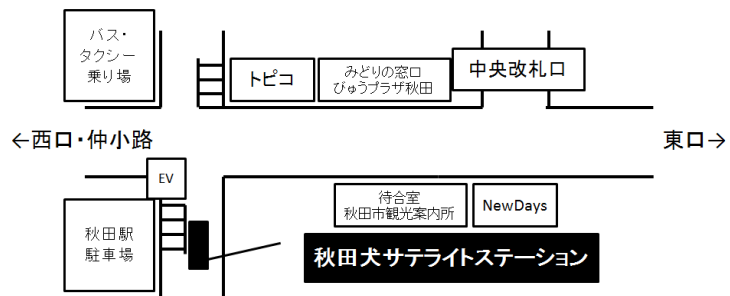 バス・
タクシー
乗り場
トピコ
みどりの窓口
びゅうプラザ秋田
中央改札口
←西口・仲小路
東口→
EV
待合室
秋田市観光案内所
NewDays
秋田駅
駐車場
秋田犬サテライトステーション